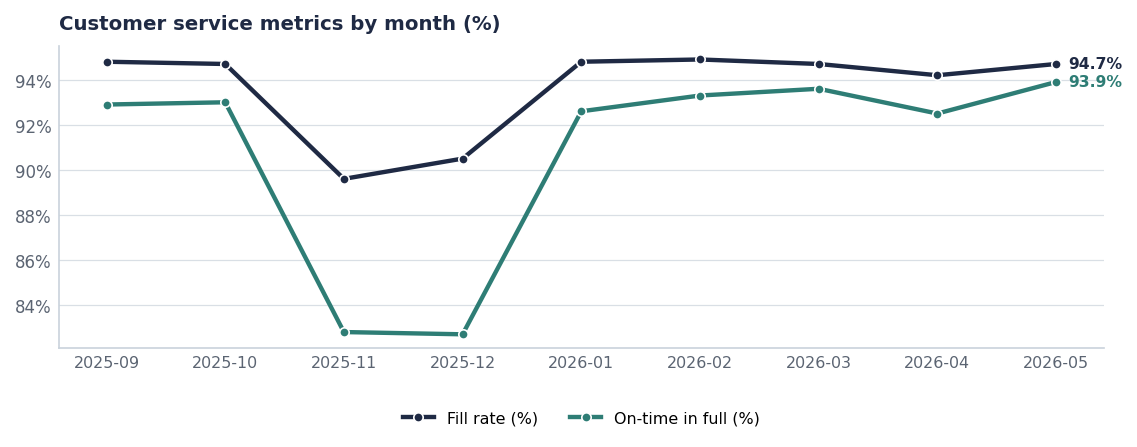 Customer service metrics by month (%)
94.7%
94%
93.9%
92%
90%
88%
86%
84%
2025-09 2025-10 2025-11 2025-12 2026-01 2026-02 2026-03 2026-04 2026-05
Fill rate (%) On-time in full (%)